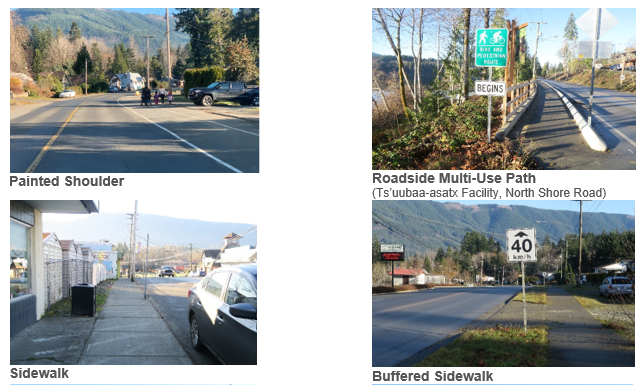 Painted Shoulder
BIKE AND
PEDESTRIAN
ROUTE
BEGINS
Roadside Multi-Use Path
(Ts'uubaa-asatx Facility, North Shore Road)
Sidewalk
40
km/h
Buffered Sidewalk